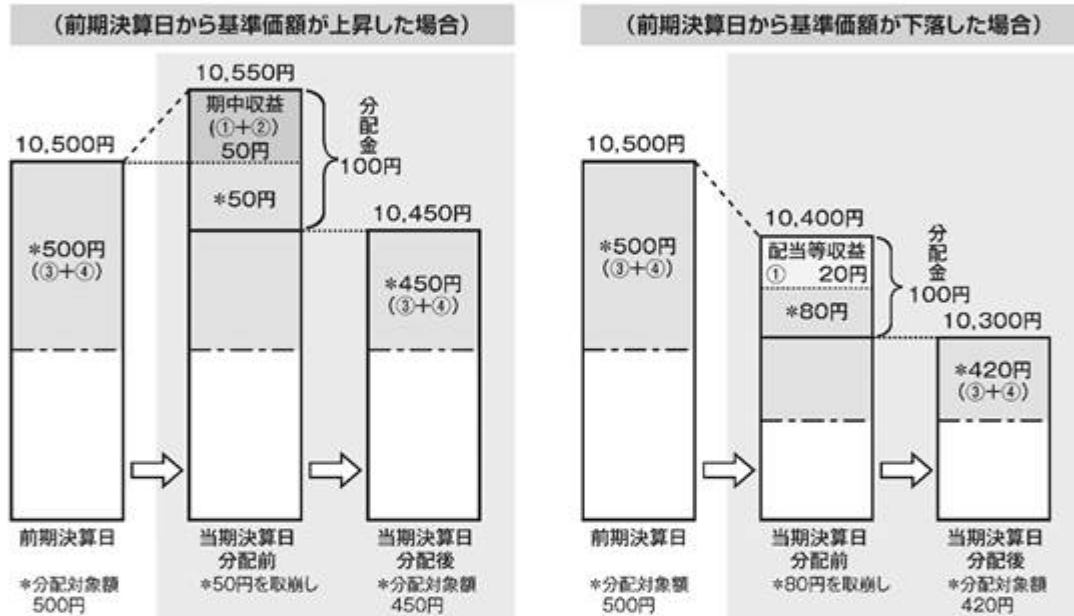 (前期決算日から基準価額が上昇した場合)
10,550円
期中収益
(①+②)
50円
*50円
分配金
100円
10,500円
*500円
(③+④)
10,450円
*450円
(③+④)
前期決算日
当期決算日
分配前
当期決算日
分配後
*分配対象額
500円
*50円を取崩し
*分配対象額
450円
(前期決算日から基準価額が下落した場合)
10,500円
*500円
(③+④)
10,400円
配当等収益
① 20円
*80円
分配金
100円
10,300円
*420円
(③+④)
前期決算日
当期決算日
分配前
当期決算日
分配後
*分配対象額
500円
*80円を取崩し
*分配対象額
420円